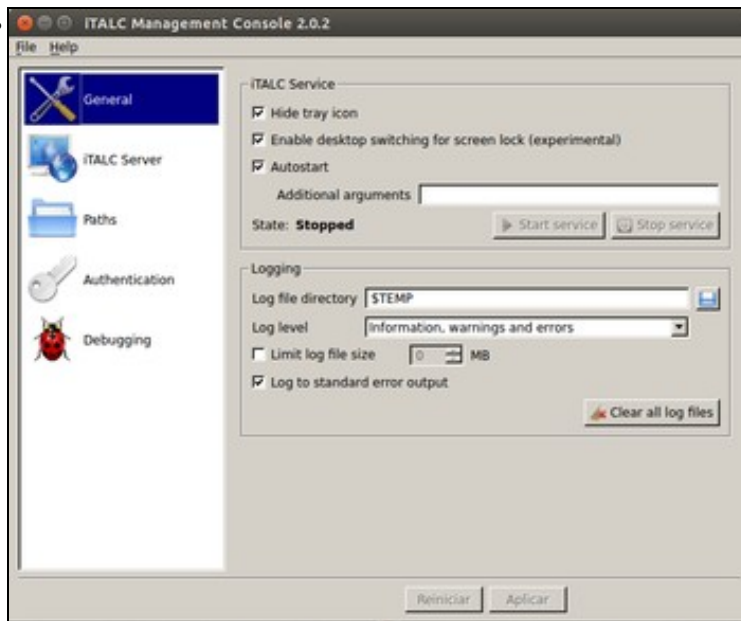 iTALC Management Console 2.0.2
File Help
General
iTALC Server
Paths
Authentication
Debugging
iTALC Service
Hide tray icon
Enable desktop switching for screen lock (experimental)
Autostart
Additional arguments
State: Stopped
Start service
Stop service
Logging
Log file directory $TEMP
Log level Information, warnings and errors
Limit log file size 0 MB
Log to standard error output
Clear all log files
Reiniciar Aplicar